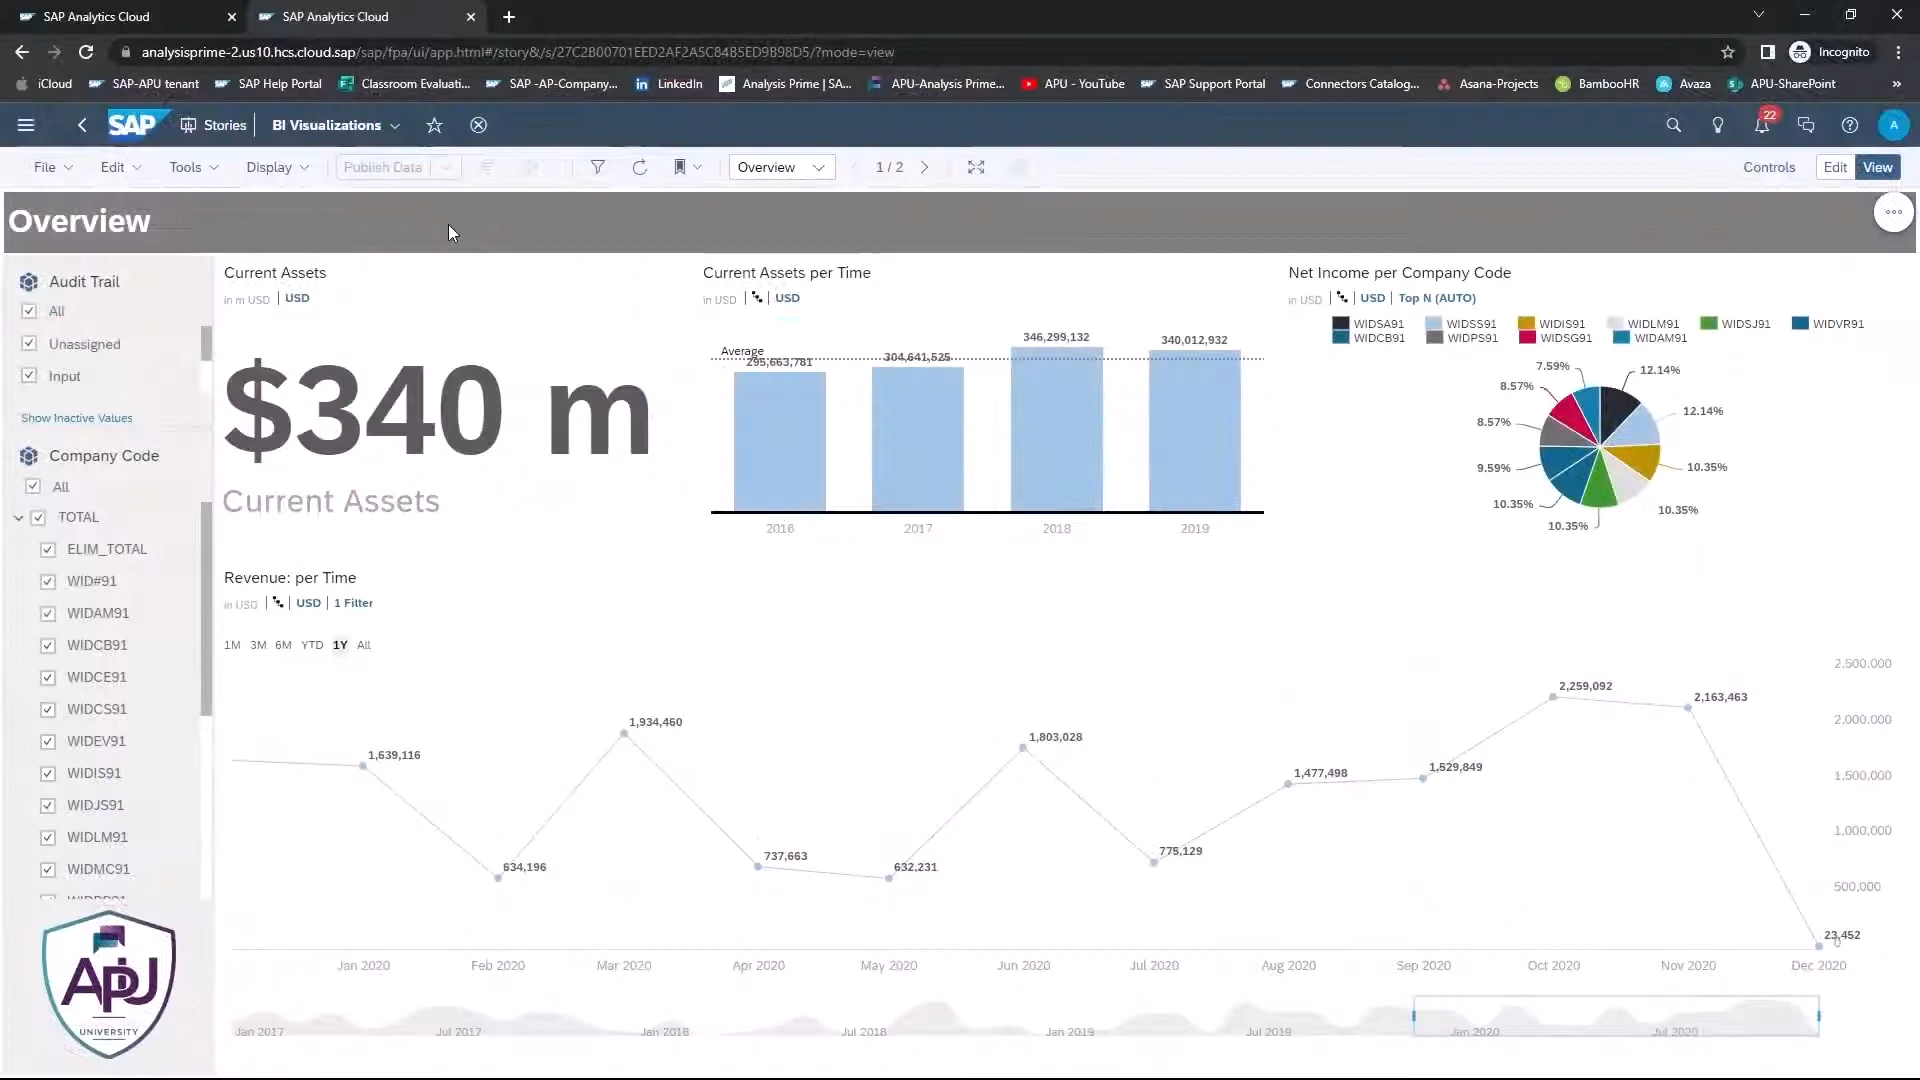 SAP Analytics Cloud
SAP Analytics Cloud
analysisprime-2.us10.hcs.cloud.sap/sap/fpa/ui/app.html#/story&/s/27C2B00701EED2AF2A5C84B5ED9B98D5/?mode=view
Incognito
iCloud
SAP-APU tenant
SAP Help Portal
Classroom Evaluati...
SAP -AP-Company...
LinkedIn
Analysis Prime | SA...
APU-Analysis Prime...
APU - YouTube
SAP Support Portal
Connectors Catalog...
Asana-Projects
BambooHR
Avaza
APU-SharePoint
SAP
Stories
BI Visualizations
22
A
File
Edit
Tools
Display
Publish Data
Overview
1 / 2
Controls
Edit
View
Overview
Audit Trail
All
Unassigned
Input
Show Inactive Values
Company Code
All
TOTAL
ELIM_TOTAL
WID#91
WIDAM91
WIDCB91
WIDCE91
WIDCS91
WIDEV91
WIDIS91
WIDJS91
WIDLM91
WIDMC91
APU
UNIVERSITY
Current Assets
in m USD | USD
$340 m
Current Assets
Current Assets per Time
in USD | USD
Average
295,663,781
304,641,525
346,299,132
340,012,932
2016
2017
2018
2019
Net Income per Company Code
in USD | USD | Top N (AUTO)
WIDSA91 WIDSS91 WIDIS91 WIDLM91 WIDSJ91 WIDVR91
WIDCB91 WIDPS91 WIDSG91 WIDAM91
7.59%
12.14%
8.57%
12.14%
8.57%
9.59%
10.35%
10.35%
10.35%
10.35%
Revenue: per Time
in USD | USD | 1 Filter
1M 3M 6M YTD 1Y All
2,500,000
2,000,000
1,500,000
1,000,000
500,000
0
1,639,116
634,196
1,934,460
737,663
632,231
1,803,028
775,129
1,477,498
1,529,849
2,259,092
2,163,463
23,452
Jan 2020
Feb 2020
Mar 2020
Apr 2020
May 2020
Jun 2020
Jul 2020
Aug 2020
Sep 2020
Oct 2020
Nov 2020
Dec 2020
Jan 2017
Jul 2017
Jan 2018
Jul 2018
Jan 2019
Jul 2019
Jan 2020
Jul 2020